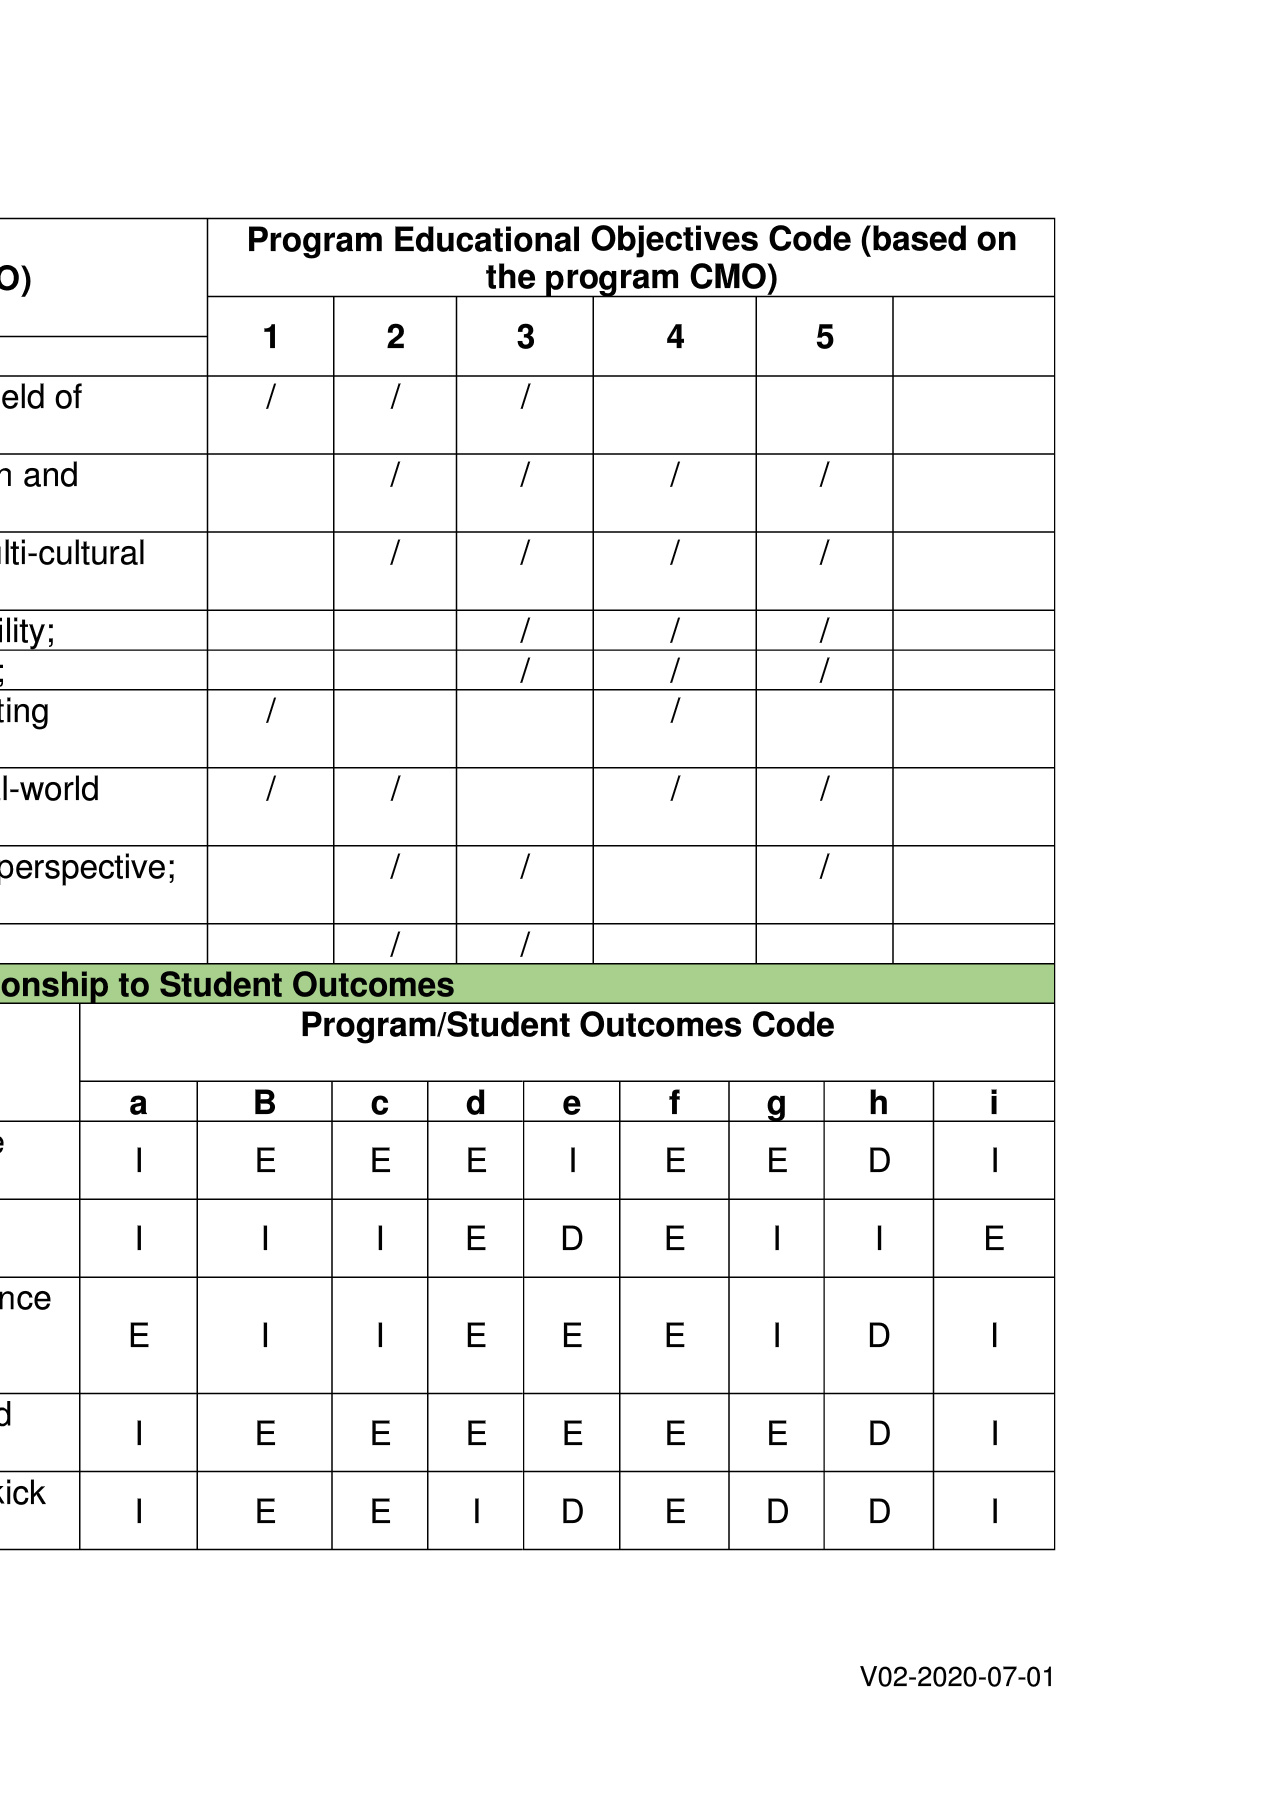 Program Educational Objectives Code (based on
O) the program CMO)
1 2 3 4 5
eld of / / /
n and / / / /
lti-cultural / / / /
ility; / / /
; / / /
ting / /
l-world / / / /
perspective; / / /
/ /
onship to Student Outcomes
Program/Student Outcomes Code
a B c d e f g h i
e I E E E I E E D I
I I I E D E I I E
nce E I I E E E I D I
d I E E E E E E D I
kick I E E I D E D D I
V02-2020-07-01